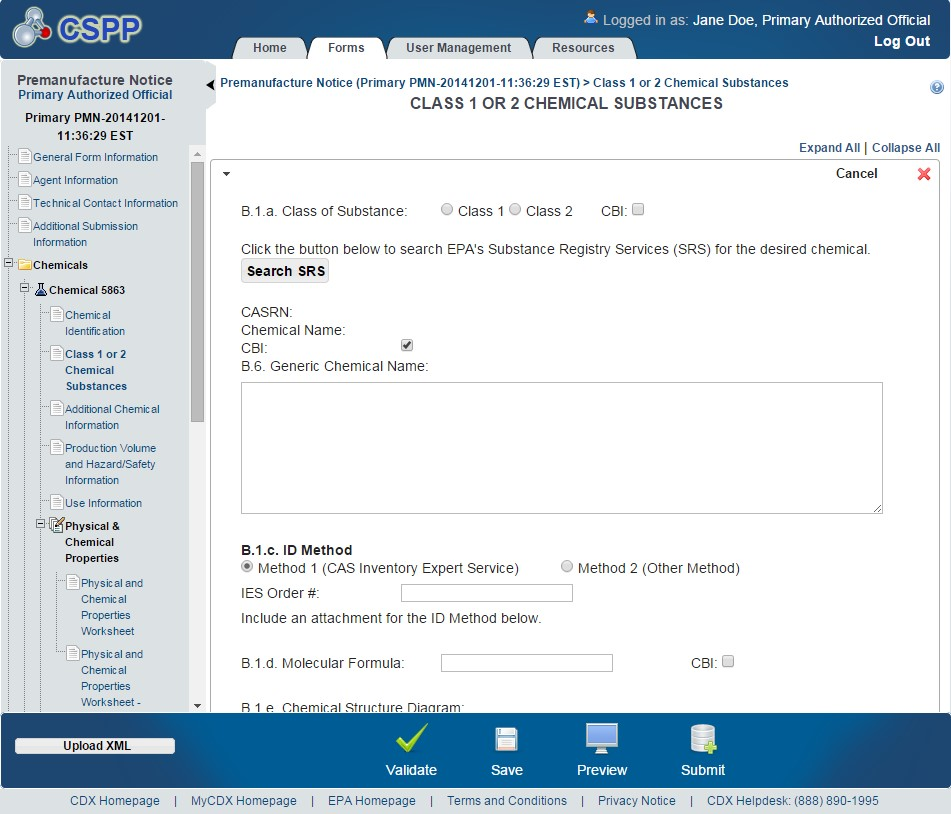 CSPP
Logged in as: Jane Doe, Primary Authorized Official
Log Out
Home
Forms
User Management
Resources
Premanufacture Notice
Primary Authorized Official
Primary PMN-20141201-
11:36:29 EST
General Form Information
Agent Information
Technical Contact Information
Additional Submission
Information
Chemicals
Chemical 5863
Chemical
Identification
Class 1 or 2
Chemical
Substances
Additional Chemical
Information
Production Volume
and Hazard/Safety
Information
Use Information
Physical &
Chemical
Properties
Physical and
Chemical
Properties
Worksheet
Physical and
Chemical
Properties
Worksheet -
Premanufacture Notice (Primary PMN-20141201-11:36:29 EST) > Class 1 or 2 Chemical Substances
CLASS 1 OR 2 CHEMICAL SUBSTANCES
Expand All | Collapse All
Cancel
B.1.a. Class of Substance: Class 1 Class 2 CBI:
Click the button below to search EPA's Substance Registry Services (SRS) for the desired chemical.
Search SRS
CASRN:
Chemical Name:
CBI:
B.6. Generic Chemical Name:
B.1.c. ID Method
Method 1 (CAS Inventory Expert Service) Method 2 (Other Method)
IES Order #:
Include an attachment for the ID Method below.
B.1.d. Molecular Formula: CBI:
B.1.e. Chemical Structure Diagram:
Upload XML
Validate
Save
Preview
Submit
CDX Homepage | MyCDX Homepage | EPA Homepage | Terms and Conditions | Privacy Notice | CDX Helpdesk: (888) 890-1995